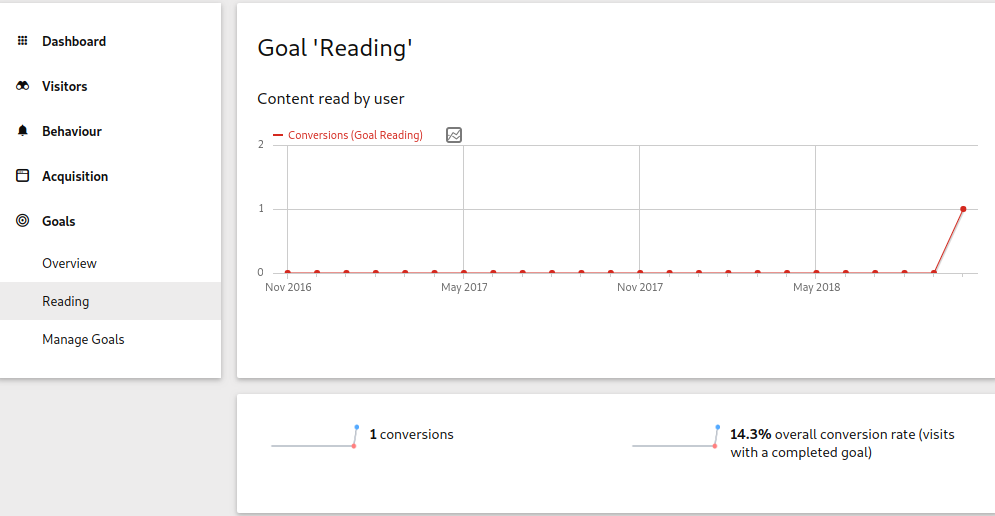 Dashboard
Visitors
Behaviour
Acquisition
Goals
Overview
Reading
Manage Goals
Goal 'Reading'
Content read by user
Conversions (Goal Reading)
2
1
0
Nov 2016
May 2017
Nov 2017
May 2018
1 conversions
14.3% overall conversion rate (visits
with a completed goal)